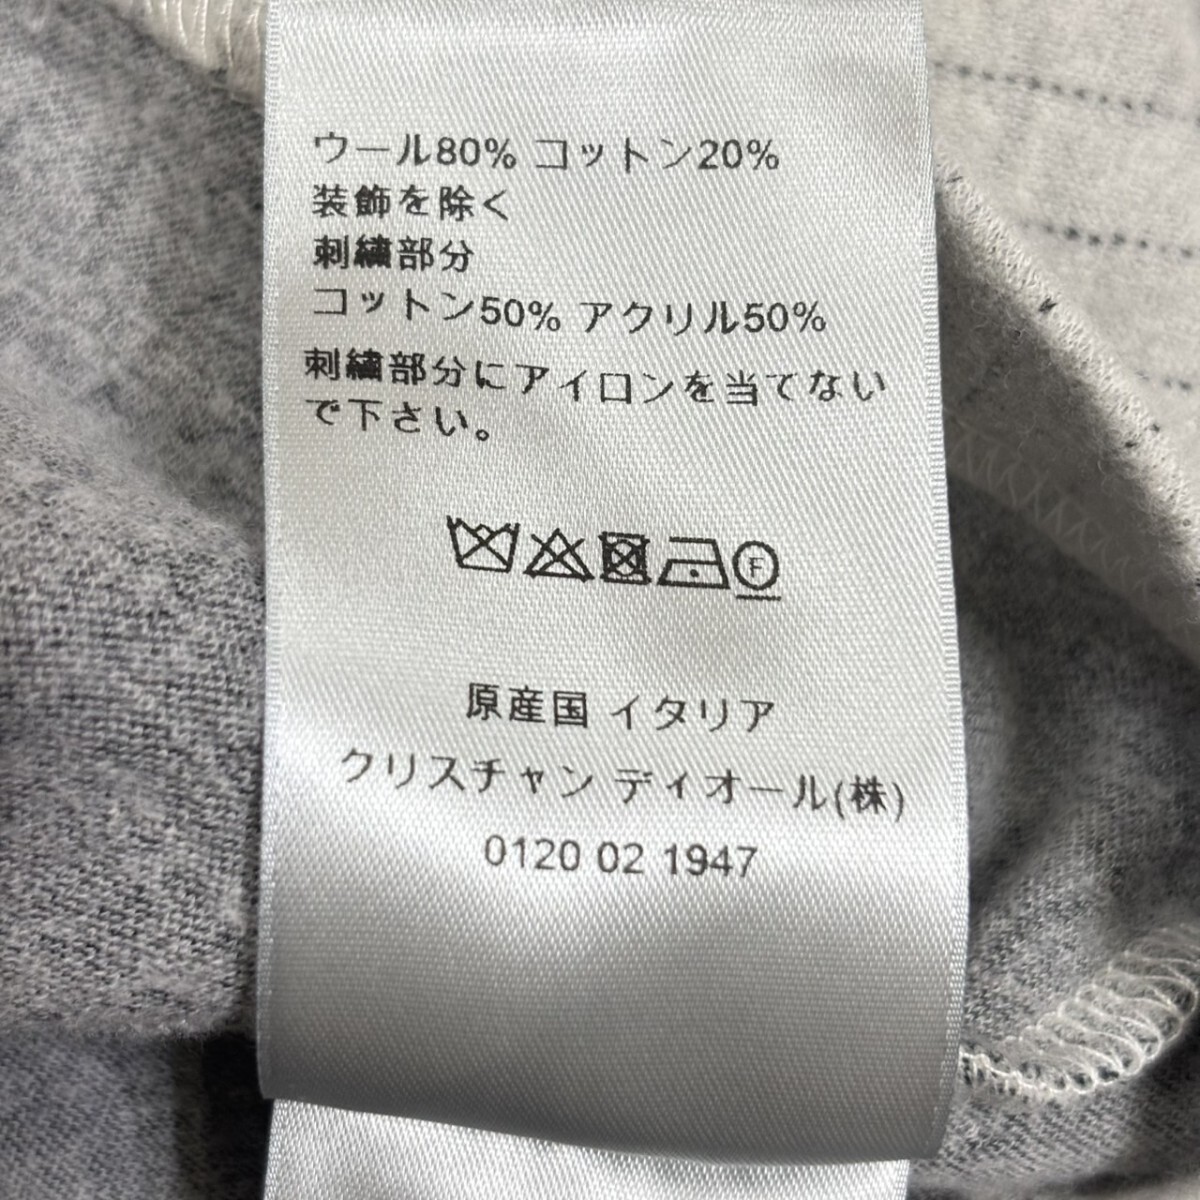 ウール80% コットン20%
装飾を除く
刺繍部分
コットン50% アクリル50%
刺繍部分にアイロンを当てない
で下さい。
F
原産国 イタリア
クリスチャン ディオール(株)
0120 02 1947